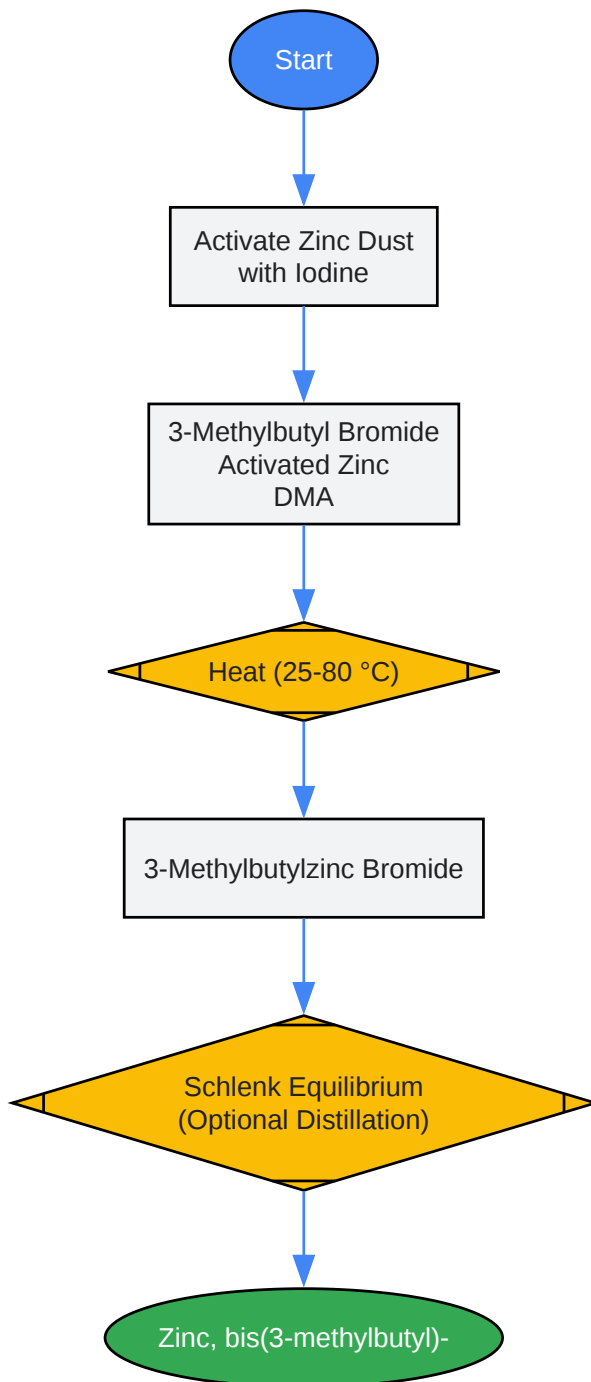 Start
Activate Zinc Dust
with Iodine
3-Methylbutyl Bromide
Activated Zinc
DMA
Heat (25-80 °C)
3-Methylbutylzinc Bromide
Schlenk Equilibrium
(Optional Distillation)
Zinc, bis(3-methylbutyl)-